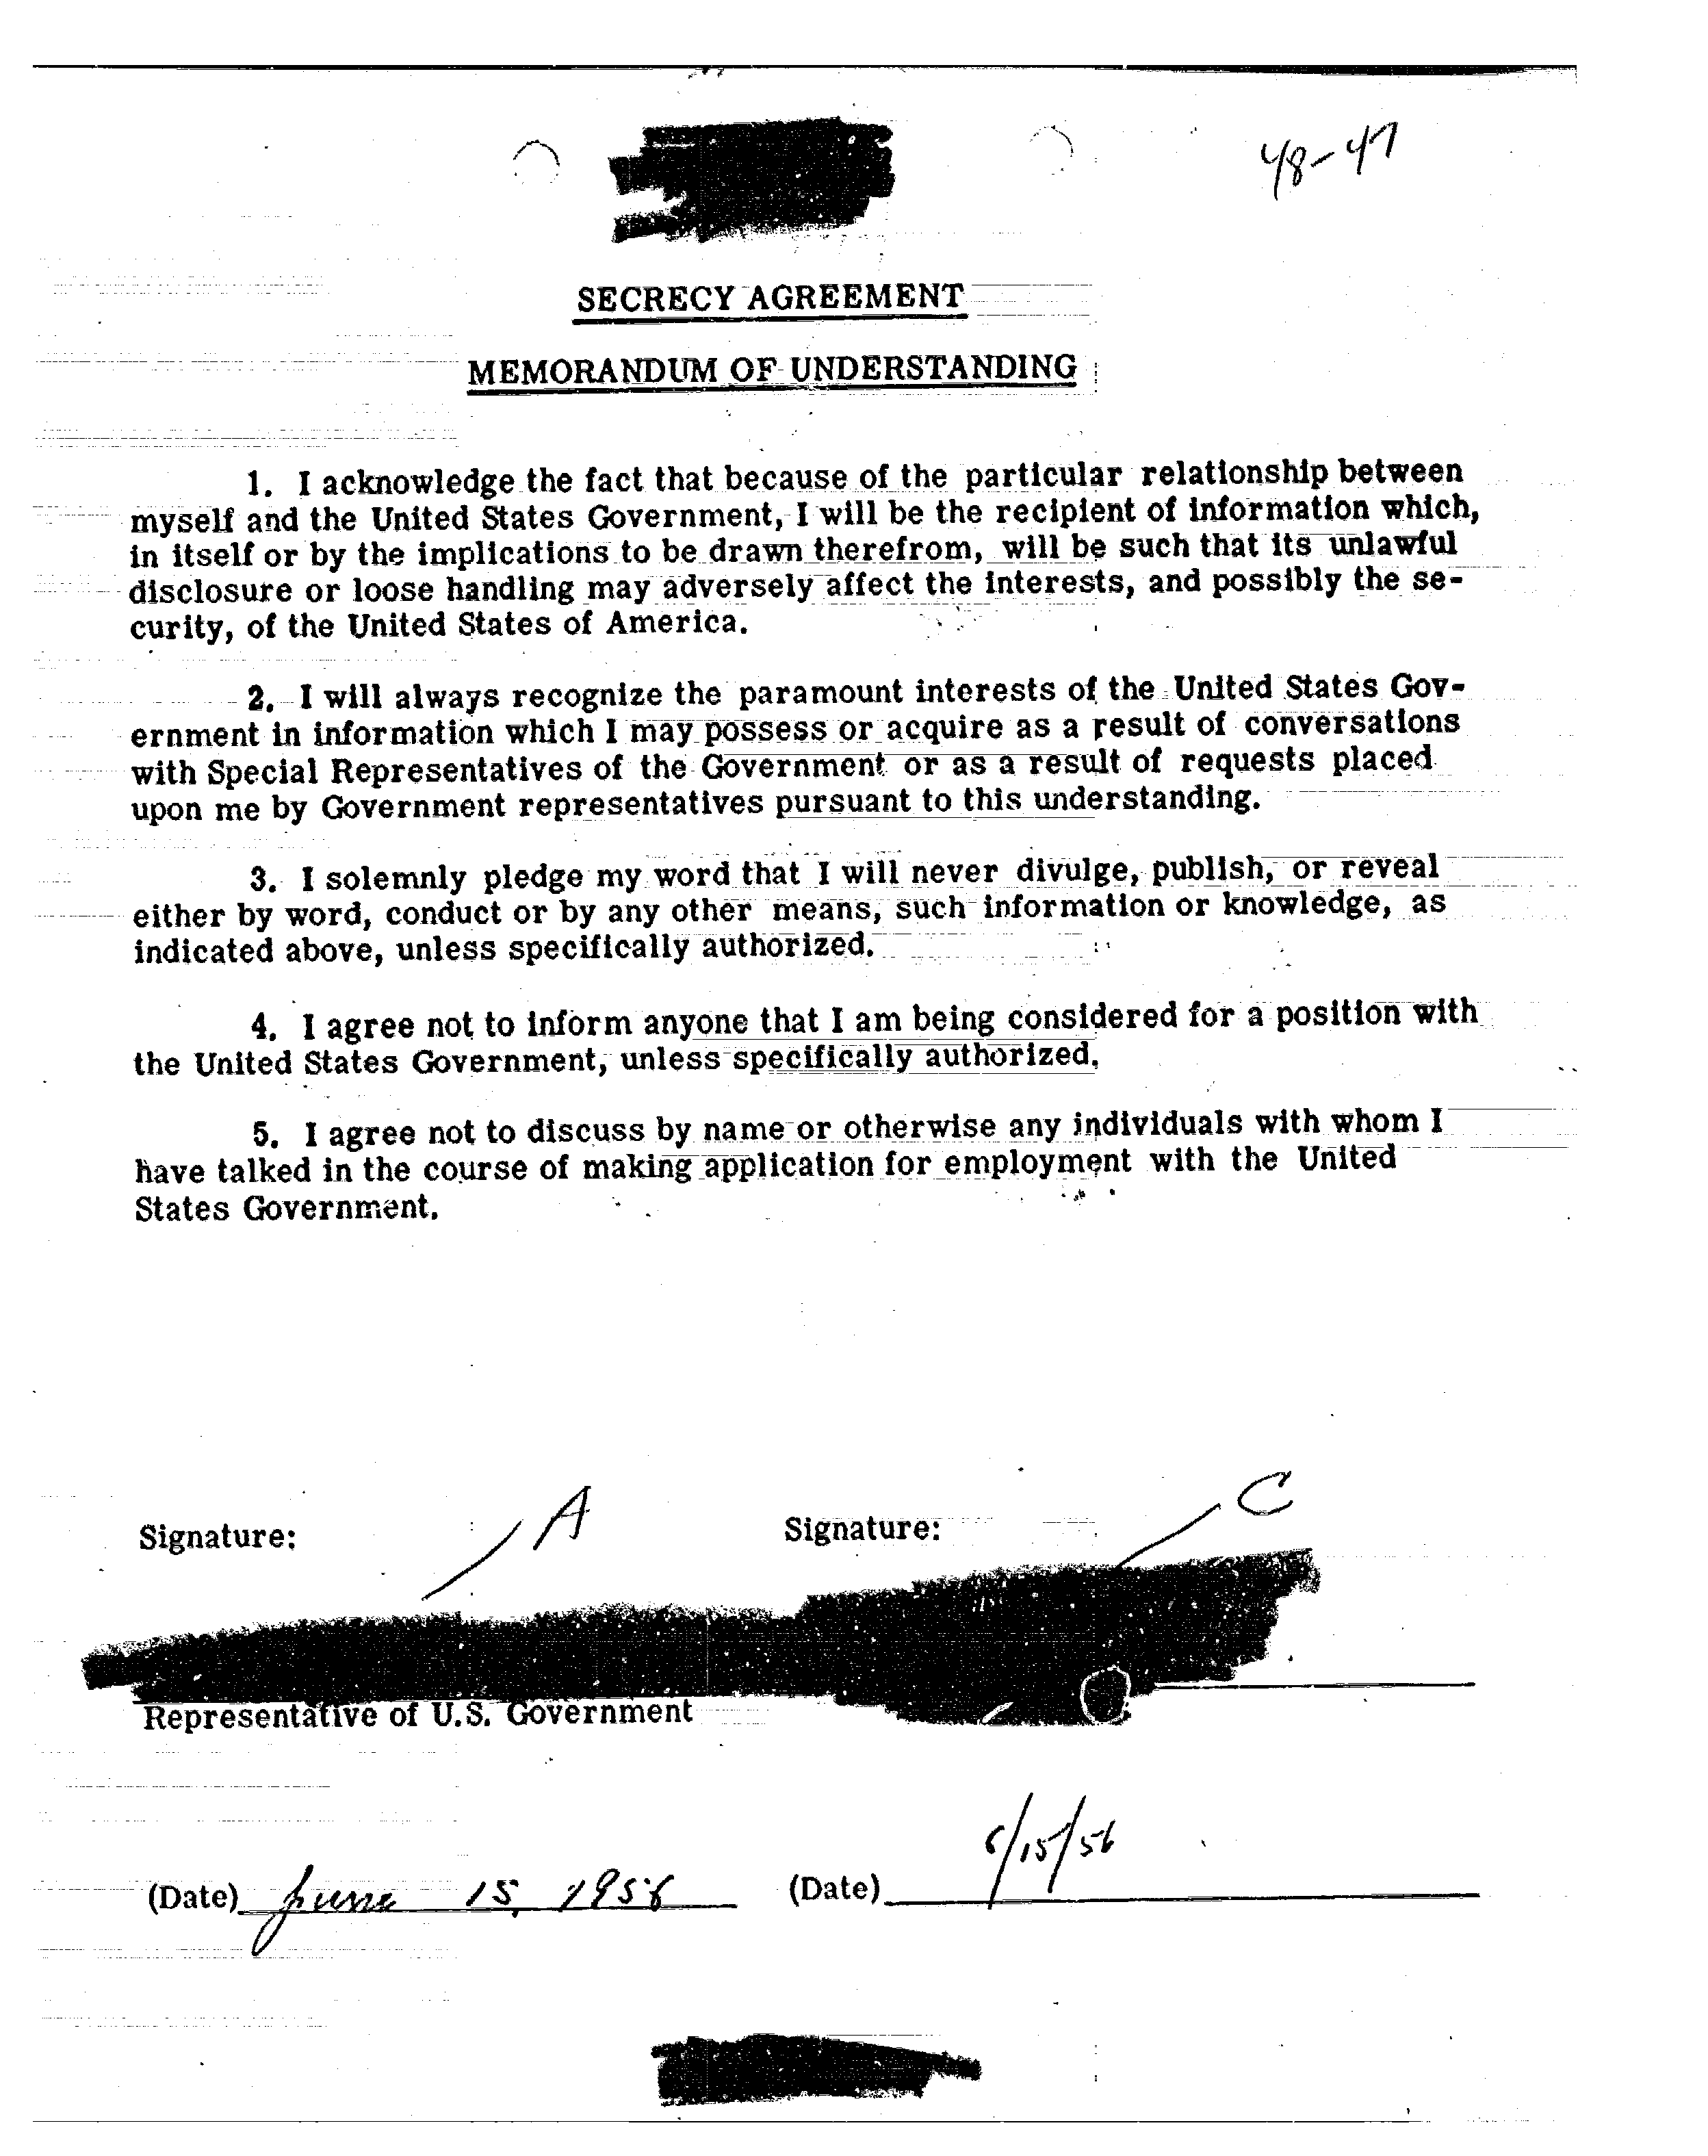 48-47
SECRECY AGREEMENT
MEMORANDUM OF UNDERSTANDING
1. I acknowledge the fact that because of the particular relationship between
myself and the United States Government, I will be the recipient of information which,
in itself or by the implications to be drawn therefrom, will be such that its unlawful
disclosure or loose handling may adversely affect the interests, and possibly the se-
curity, of the United States of America.
2. I will always recognize the paramount interests of the United States Gov-
ernment in information which I may possess or acquire as a result of conversations
with Special Representatives of the Government or as a result of requests placed
upon me by Government representatives pursuant to this understanding.
3. I solemnly pledge my word that I will never divulge, publish, or reveal
either by word, conduct or by any other means, such information or knowledge, as
indicated above, unless specifically authorized.
4. I agree not to inform anyone that I am being considered for a position with
the United States Government, unless specifically authorized.
5. I agree not to discuss by name or otherwise any individuals with whom I
have talked in the course of making application for employment with the United
States Government.
Signature: A Signature: C
Representative of U.S. Government
(Date) June 15, 1956 (Date) 6/15/56